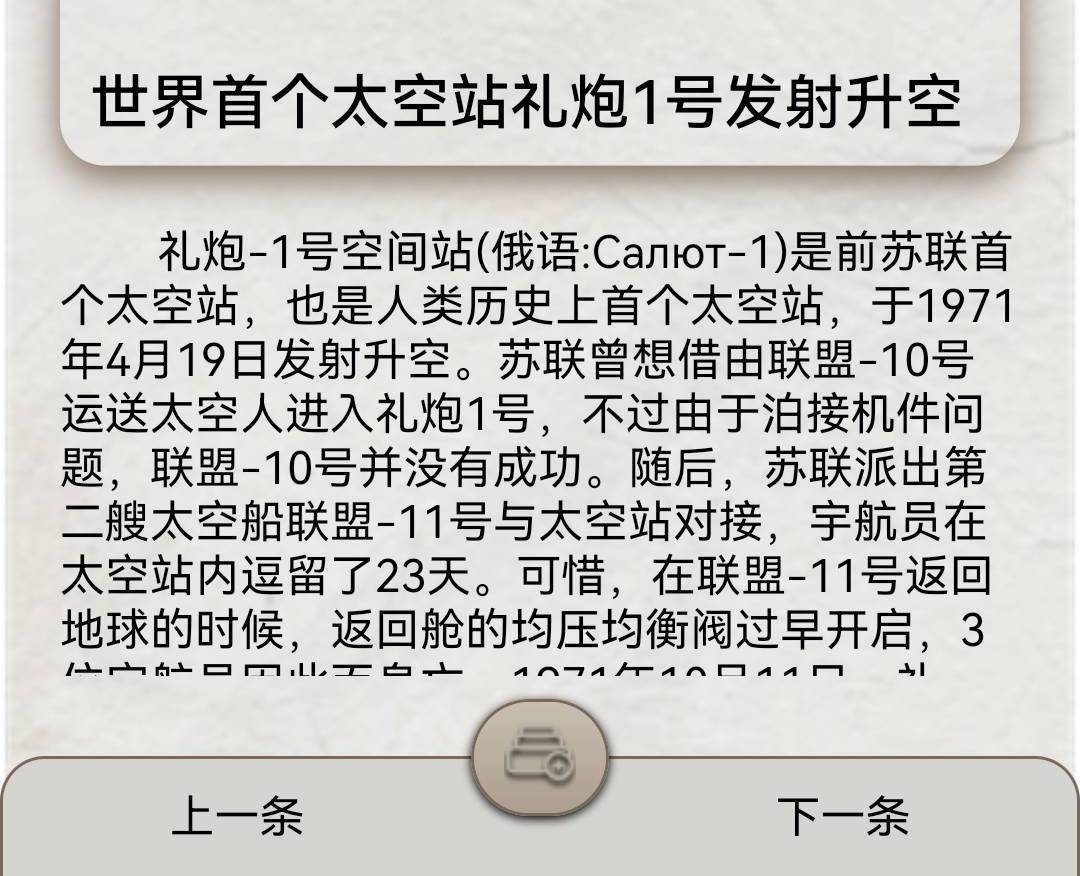 世界首个太空站礼炮1号发射升空
礼炮-1号空间站(俄语:Салют-1)是前苏联首
个太空站，也是人类历史上首个太空站，于1971
年4月19日发射升空。苏联曾想借由联盟-10号
运送太空人进入礼炮1号，不过由于泊接机件问
题，联盟-10号并没有成功。随后，苏联派出第
二艘太空船联盟-11号与太空站对接，宇航员在
太空站内逗留了23天。可惜，在联盟-11号返回
地球的时候，返回舱的均压均衡阀过早开启，3
上一条
下一条